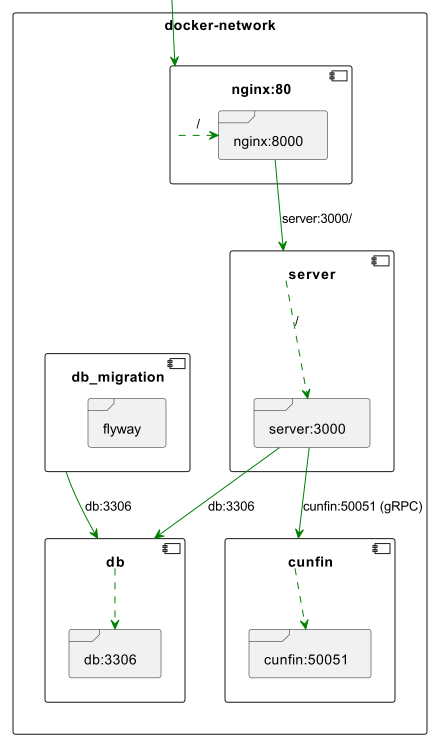 docker-network
nginx:80
/
nginx:8000
server:3000/
server
/
server:3000
db_migration
flyway
db:3306
db:3306
cunfin:50051 (gRPC)
db
db:3306
cunfin
cunfin:50051